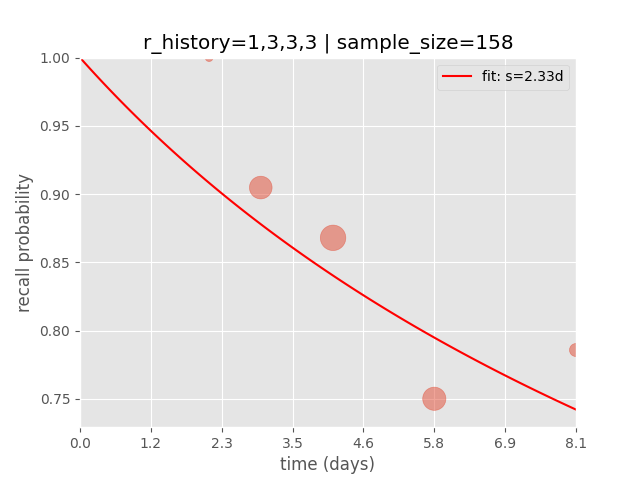 r_history=1,3,3,3 | sample_size=158
fit: s=2.33d
recall probability
1.00
0.95
0.90
0.85
0.80
0.75
0.0 1.2 2.3 3.5 4.6 5.8 6.9 8.1
time (days)